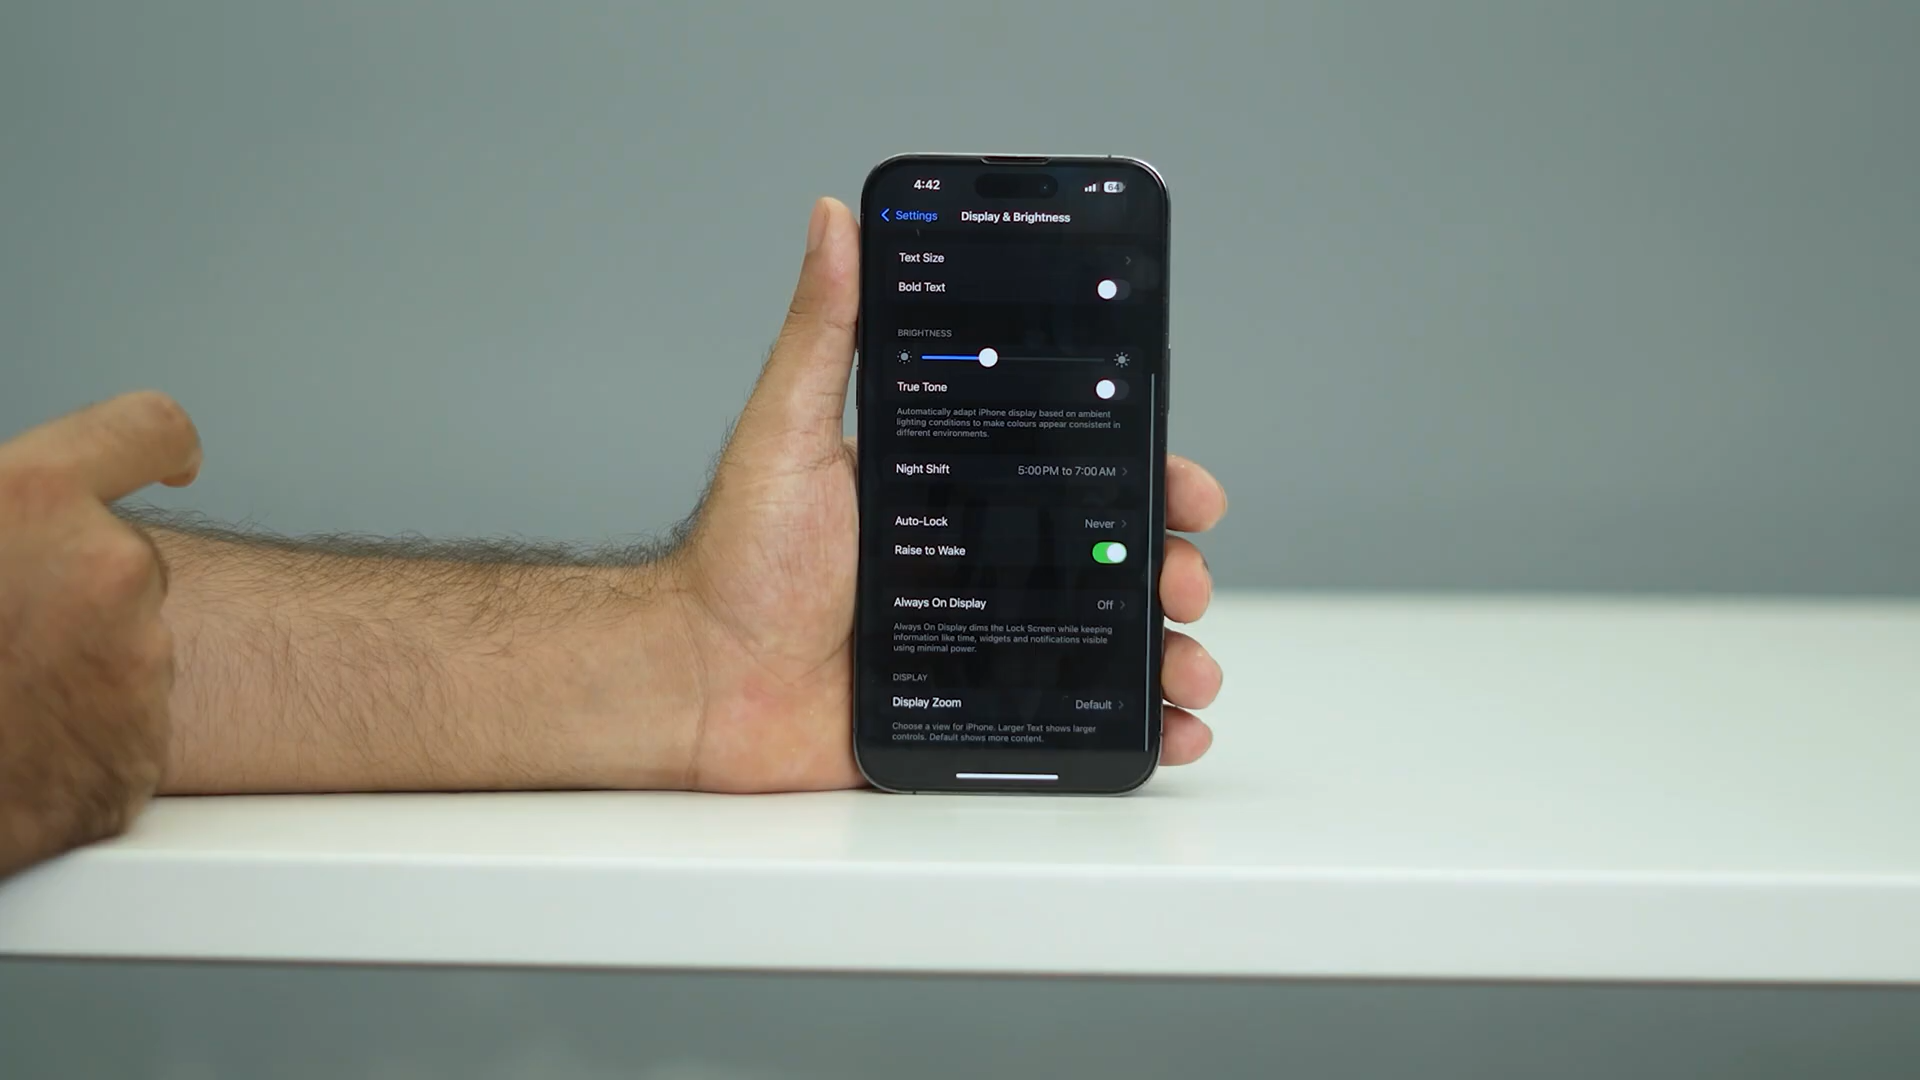 4:42 64
Settings Display & Brightness
Text Size
Bold Text
BRIGHTNESS
True Tone
Automatically adapt iPhone display based on ambient
lighting conditions to make colours appear consistent in
different environments.
Night Shift 5:00 PM to 7:00 AM
Auto-Lock Never
Raise to Wake
Always On Display Off
Always On Display dims the Lock Screen while keeping
information like time, widgets and notifications visible
using minimal power.
DISPLAY
Display Zoom Default
Choose a view for iPhone. Larger Text shows larger
controls. Default shows more content.